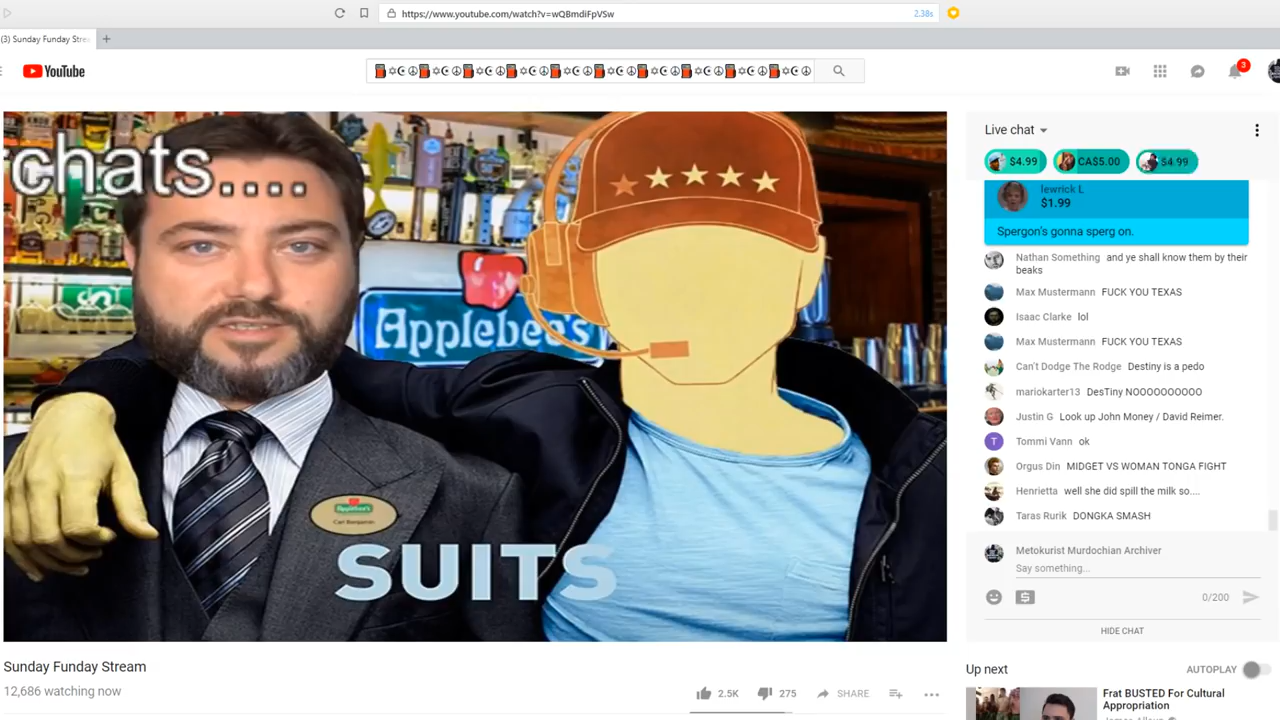 https://www.youtube.com/watch?v=wQBmdiFpVSw
2.38s
(3) Sunday Funday Stre
YouTube
3
chats....
Applebee's
Applebee's
Carl Benjamin
SUITS
Live chat
$4.99
CA$5.00
$4.99
lewrick L
$1.99
Spergon's gonna sperg on.
Nathan Something and ye shall know them by their
beaks
Max Mustermann FUCK YOU TEXAS
Isaac Clarke lol
Max Mustermann FUCK YOU TEXAS
Can't Dodge The Rodge Destiny is a pedo
mariokarter13 DesTiny NOOOOOOOOOO
Justin G Look up John Money / David Reimer.
T
Tommi Vann ok
Orgus Din MIDGET VS WOMAN TONGA FIGHT
Henrietta well she did spill the milk so....
Taras Rurik DONGKA SMASH
Metokurist Murdochian Archiver
Say something...
0/200
HIDE CHAT
Sunday Funday Stream
12,686 watching now
2.5K
275
SHARE
Up next
AUTOPLAY
Frat BUSTED For Cultural
Appropriation